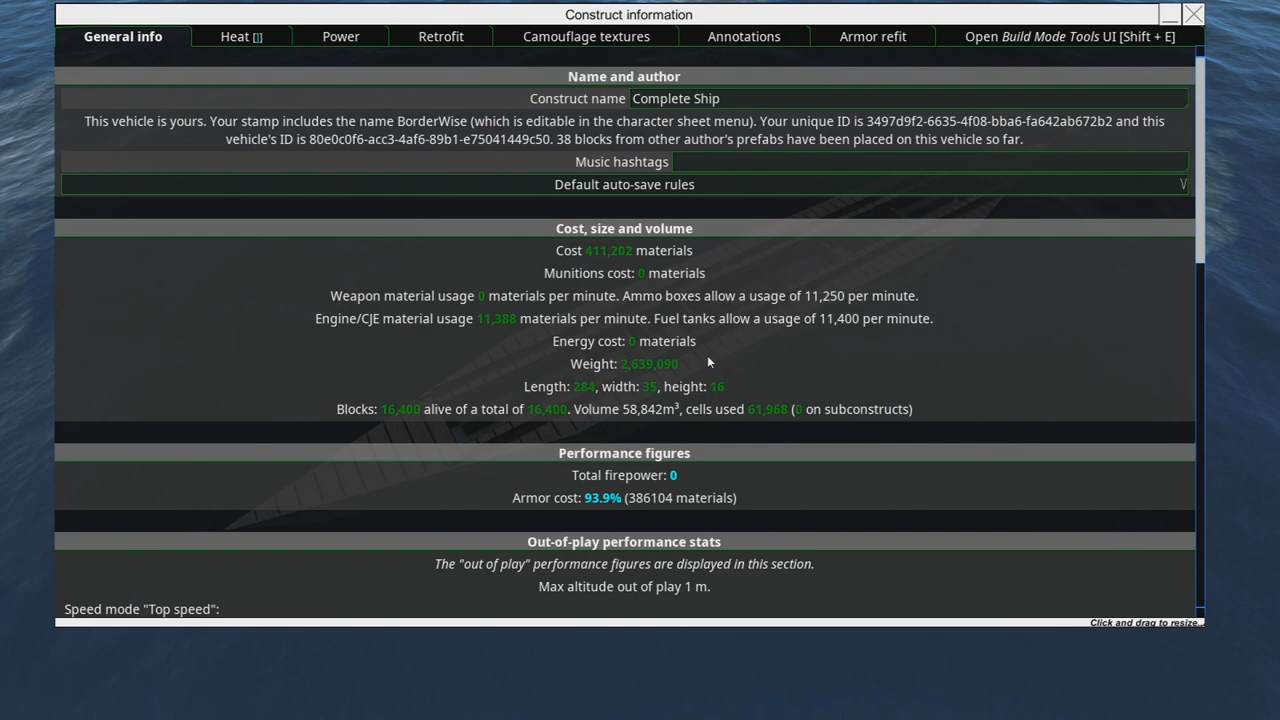 Construct information
General info
Heat []
Power
Retrofit
Camouflage textures
Annotations
Armor refit
Open Build Mode Tools UI [Shift + E]
Name and author
Construct name Complete Ship
This vehicle is yours. Your stamp includes the name BorderWise (which is editable in the character sheet menu). Your unique ID is 3497d9f2-6635-4f08-bba6-fa642ab672b2 and this
vehicle's ID is 80e0c0f6-acc3-4af6-89b1-e75041449c50. 38 blocks from other author's prefabs have been placed on this vehicle so far.
Music hashtags
Default auto-save rules
Cost, size and volume
Cost 411,202 materials
Munitions cost: 0 materials
Weapon material usage 0 materials per minute. Ammo boxes allow a usage of 11,250 per minute.
Engine/CJE material usage 11,388 materials per minute. Fuel tanks allow a usage of 11,400 per minute.
Energy cost: 0 materials
Weight: 2,639,090
Length: 284, width: 35, height: 16
Blocks: 16,400 alive of a total of 16,400. Volume 58,842m³, cells used 61,968 (0 on subconstructs)
Performance figures
Total firepower: 0
Armor cost: 93.9% (386104 materials)
Out-of-play performance stats
The "out of play" performance figures are displayed in this section.
Max altitude out of play 1 m.
Speed mode "Top speed":
Click and drag to resize...